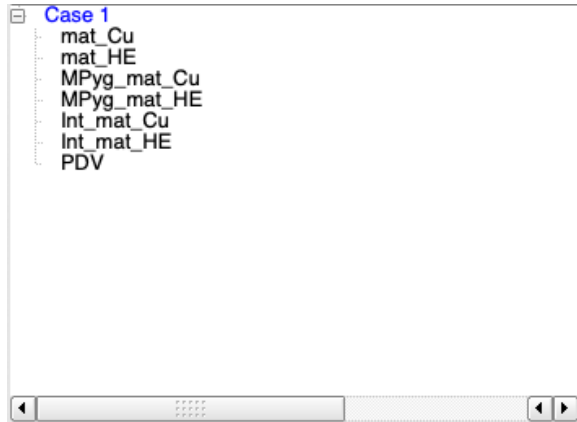 Case 1
mat_Cu
mat_HE
MPyg_mat_Cu
MPyg_mat_HE
Int_mat_Cu
Int_mat_HE
PDV